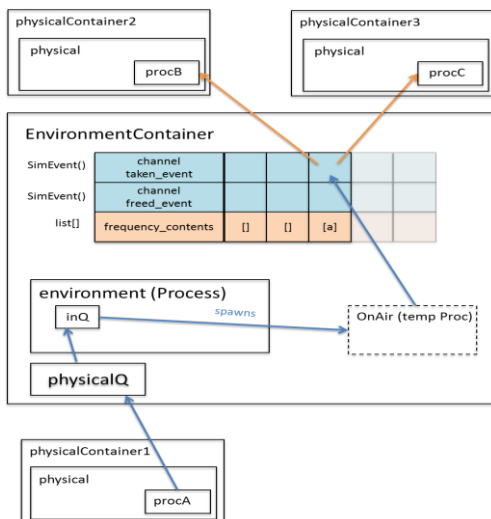 physicalContainer2
physical
procB
physicalContainer3
physical
procC
EnvironmentContainer
SimEvent()
channel
taken_event
SimEvent()
channel
freed_event
list[]
frequency_contents
[]
[]
[a]
environment (Process)
inQ
spawns
OnAir (temp Proc)
physicalQ
physicalContainer1
physical
procA